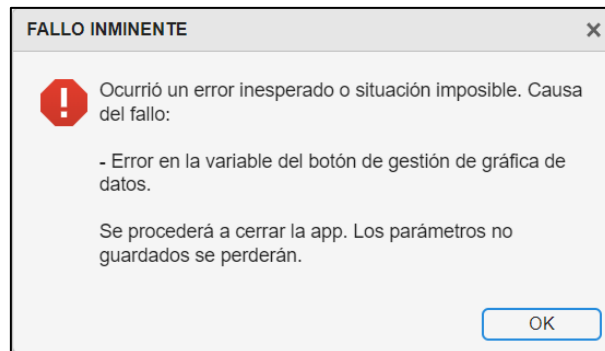 FALLO INMINENTE
Ocurrió un error inesperado o situación imposible. Causa
del fallo:
- Error en la variable del botón de gestión de gráfica de
datos.
Se procederá a cerrar la app. Los parámetros no
guardados se perderán.
OK